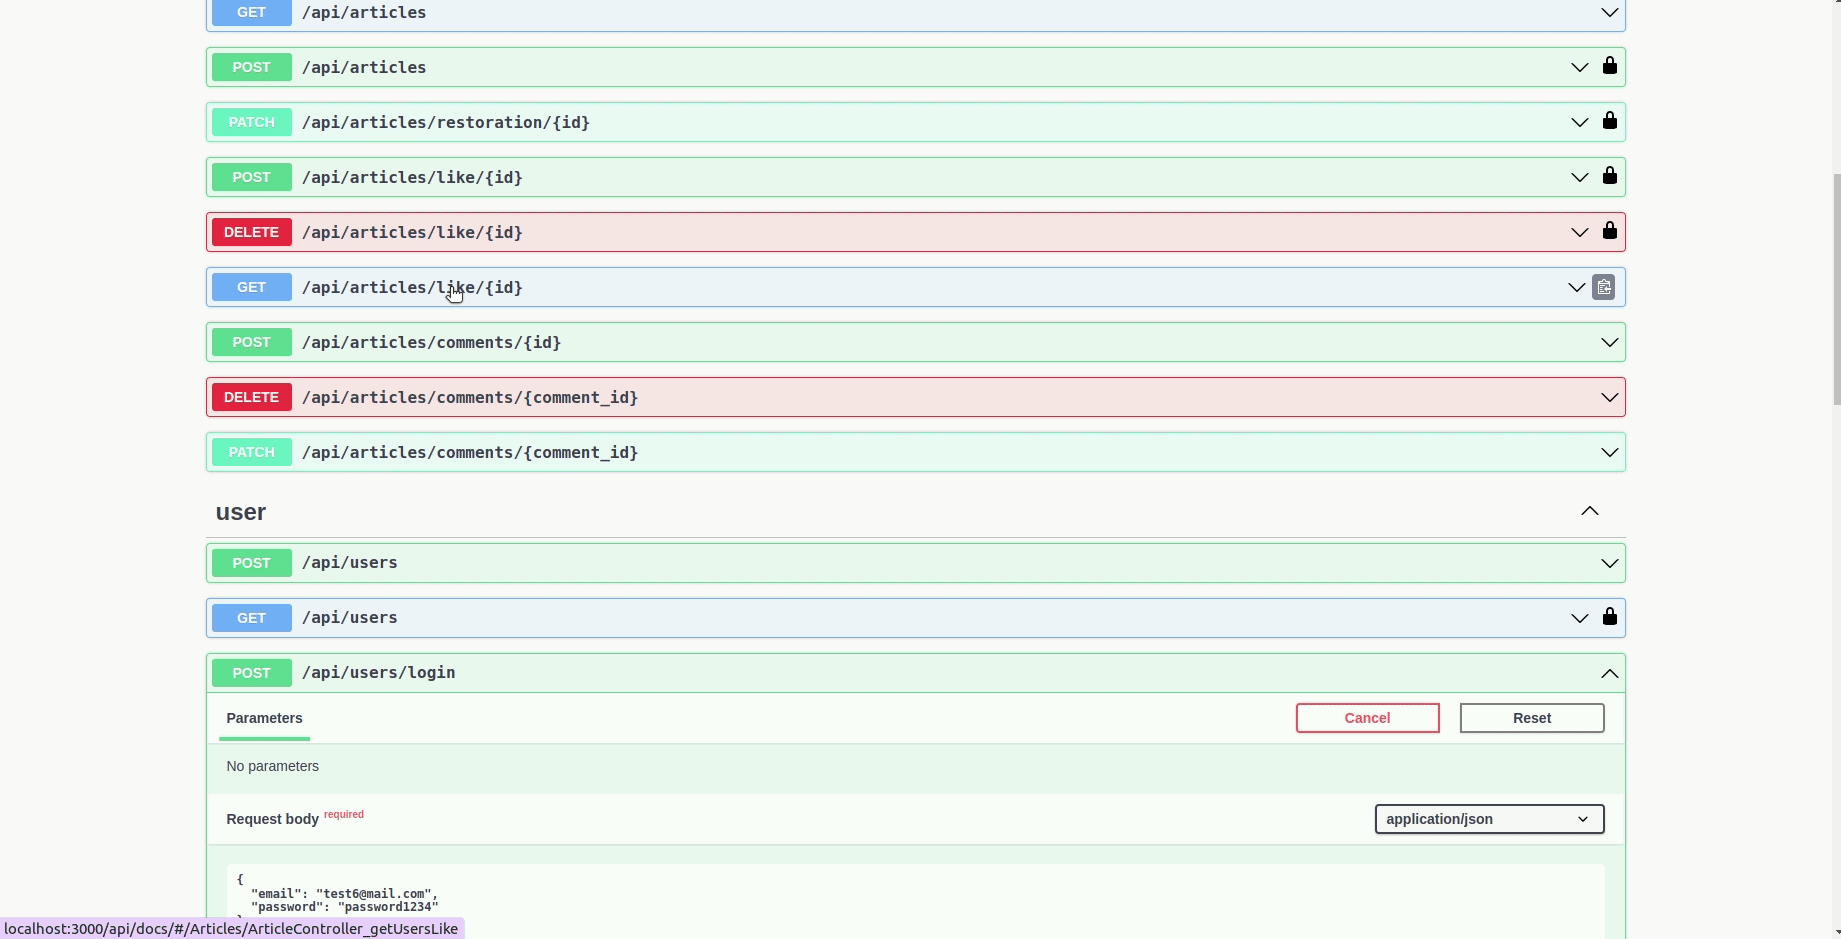 GET /api/articles
POST /api/articles
PATCH /api/articles/restoration/{id}
POST /api/articles/like/{id}
DELETE /api/articles/like/{id}
GET /api/articles/like/{id}
POST /api/articles/comments/{id}
DELETE /api/articles/comments/{comment_id}
PATCH /api/articles/comments/{comment_id}
user
POST /api/users
GET /api/users
POST /api/users/login
Parameters Cancel Reset
No parameters
Request body required application/json
{
"email": "test6@mail.com",
"password": "password1234"
localhost:3000/api/docs/#/Articles/ArticleController_getUsersLike